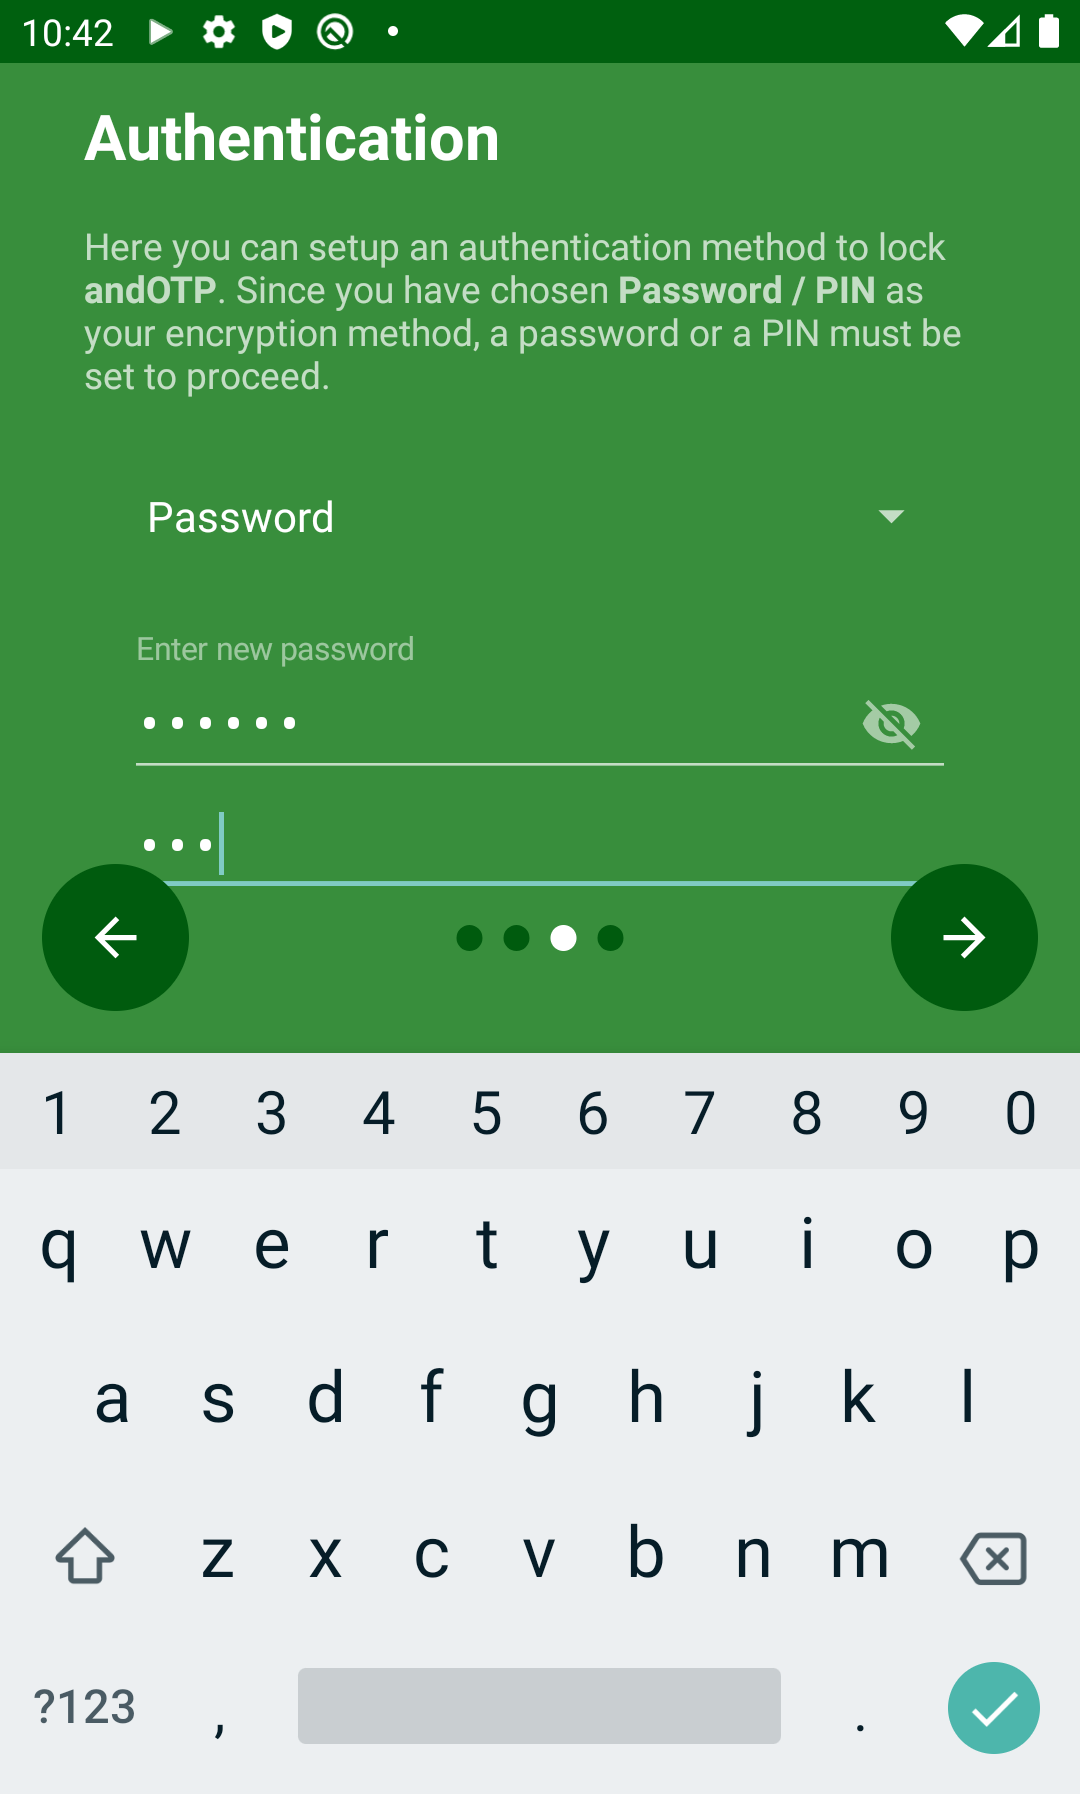 10:42
Authentication
Here you can setup an authentication method to lock
andOTP. Since you have chosen Password / PIN as
your encryption method, a password or a PIN must be
set to proceed.
Password
Enter new password
••••••
•••
1 2 3 4 5 6 7 8 9 0
q w e r t y u i o p
a s d f g h j k l
z x c v b n m
?123 , .